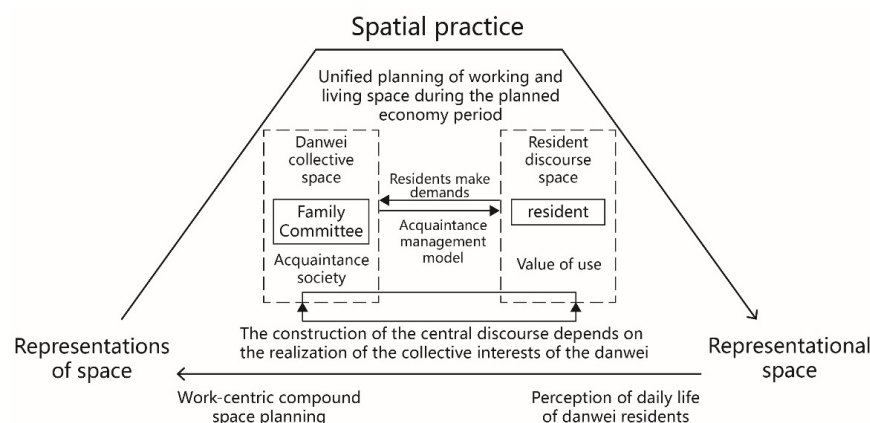 Spatial practice
Unified planning of working and
living space during the planned
economy period
Danwei
collective
space
Family
Committee
Acquaintance
society
Residents make
demands
Acquaintance
management
model
Resident
discourse
space
resident
Value of use
The construction of the central discourse depends on
the realization of the collective interests of the danwei
Representations
of space
Representational
space
Work-centric compound
space planning
Perception of daily life
of danwei residents